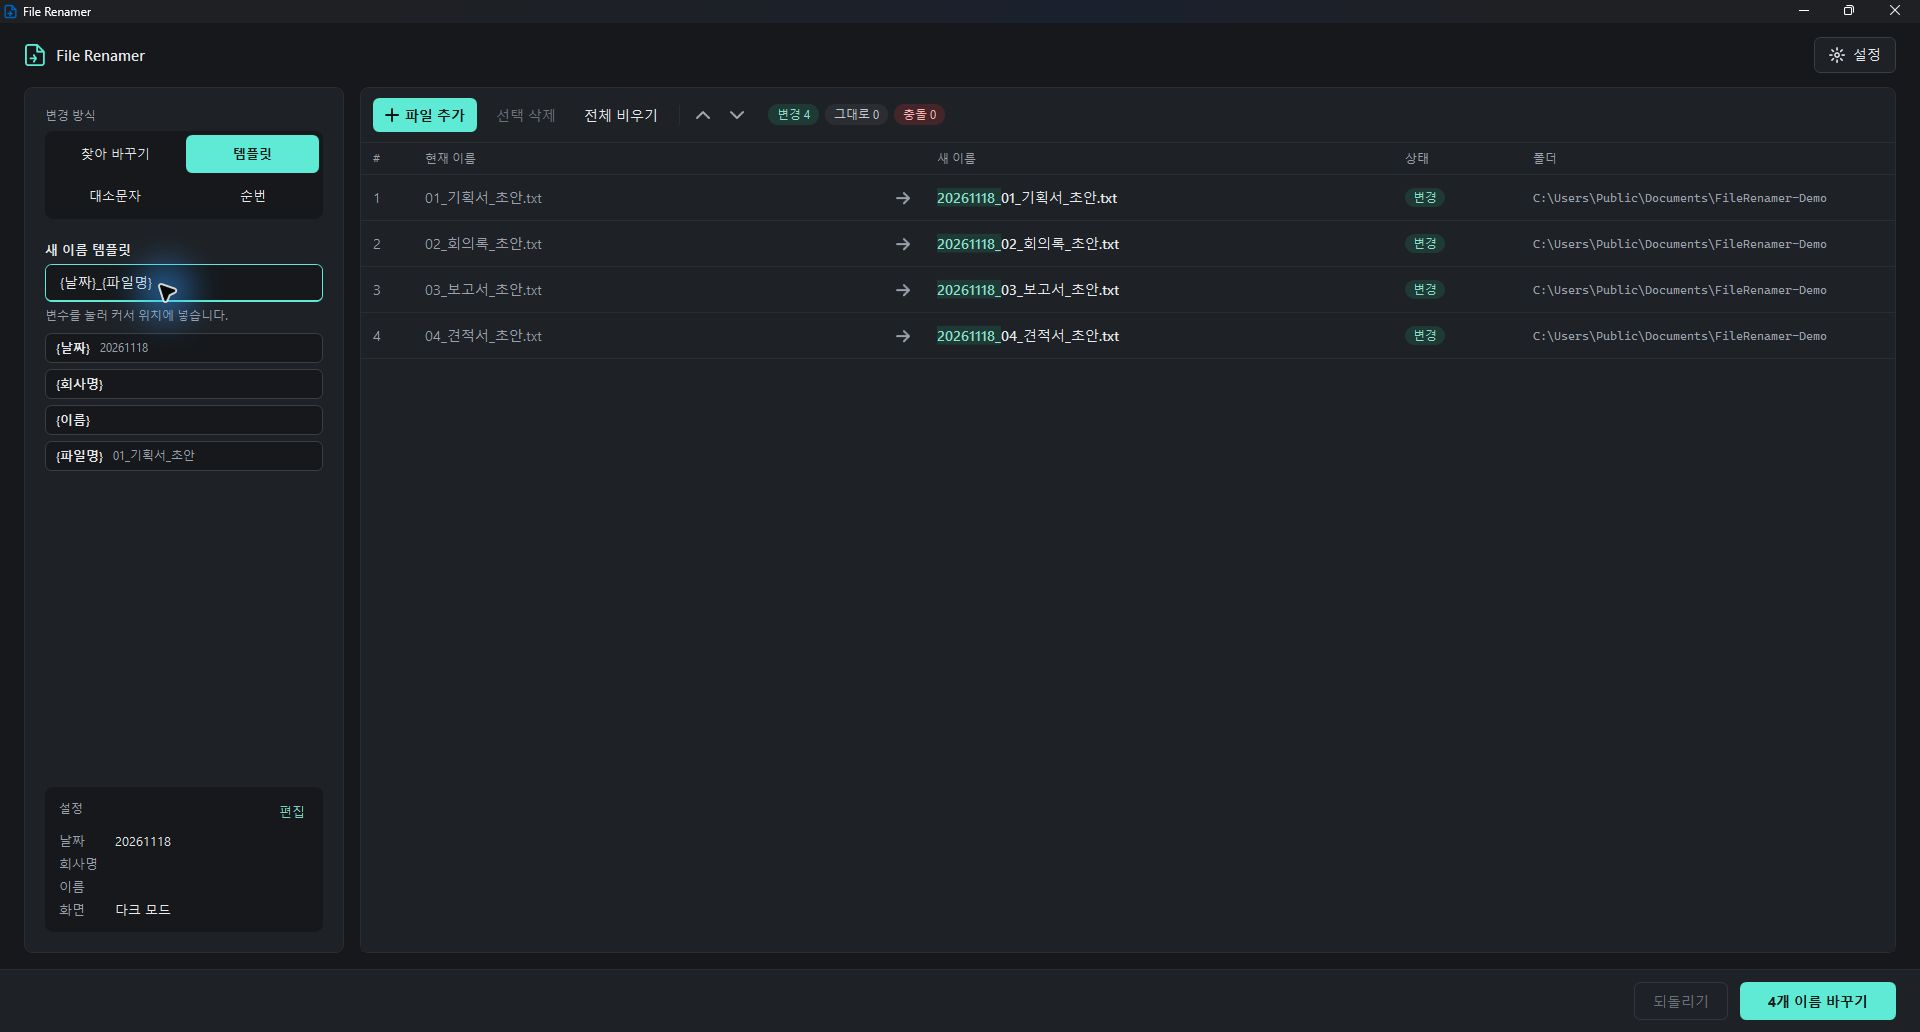 File Renamer
File Renamer
설정
변경 방식
찾아 바꾸기
템플릿
대소문자
순번
새 이름 템플릿
{날짜}_{파일명}
변수를 눌러 커서 위치에 넣습니다.
{날짜} 20261118
{회사명}
{이름}
{파일명} 01_기획서_초안
설정
편집
날짜 20261118
회사명
이름
화면 다크 모드
파일 추가 선택 삭제 전체 비우기 변경 4 그대로 0 충돌 0
# 현재 이름 새 이름 상태 폴더
1 01_기획서_초안.txt → 20261118_01_기획서_초안.txt 변경 C:\Users\Public\Documents\FileRenamer-Demo
2 02_회의록_초안.txt → 20261118_02_회의록_초안.txt 변경 C:\Users\Public\Documents\FileRenamer-Demo
3 03_보고서_초안.txt → 20261118_03_보고서_초안.txt 변경 C:\Users\Public\Documents\FileRenamer-Demo
4 04_견적서_초안.txt → 20261118_04_견적서_초안.txt 변경 C:\Users\Public\Documents\FileRenamer-Demo
되돌리기
4개 이름 바꾸기